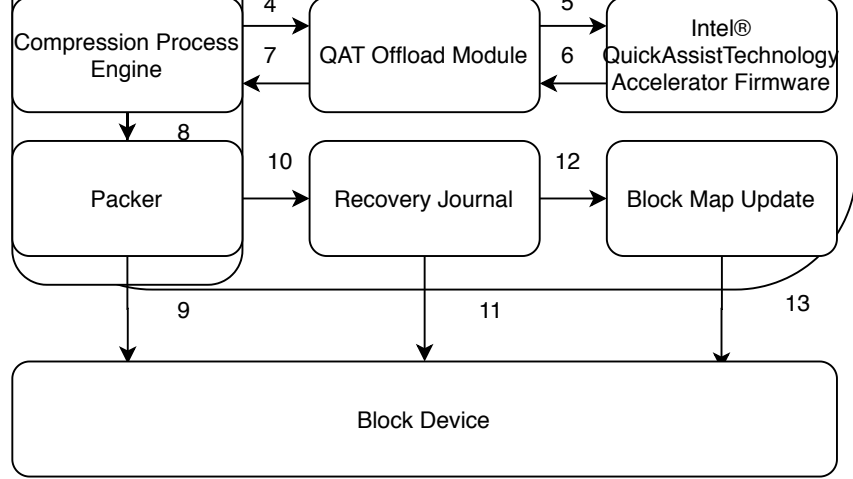 4
5
Compression Process
Engine
7
QAT Offload Module
6
Intel®
QuickAssistTechnology
Accelerator Firmware
8
Packer
10
Recovery Journal
12
Block Map Update
9
11
13
Block Device